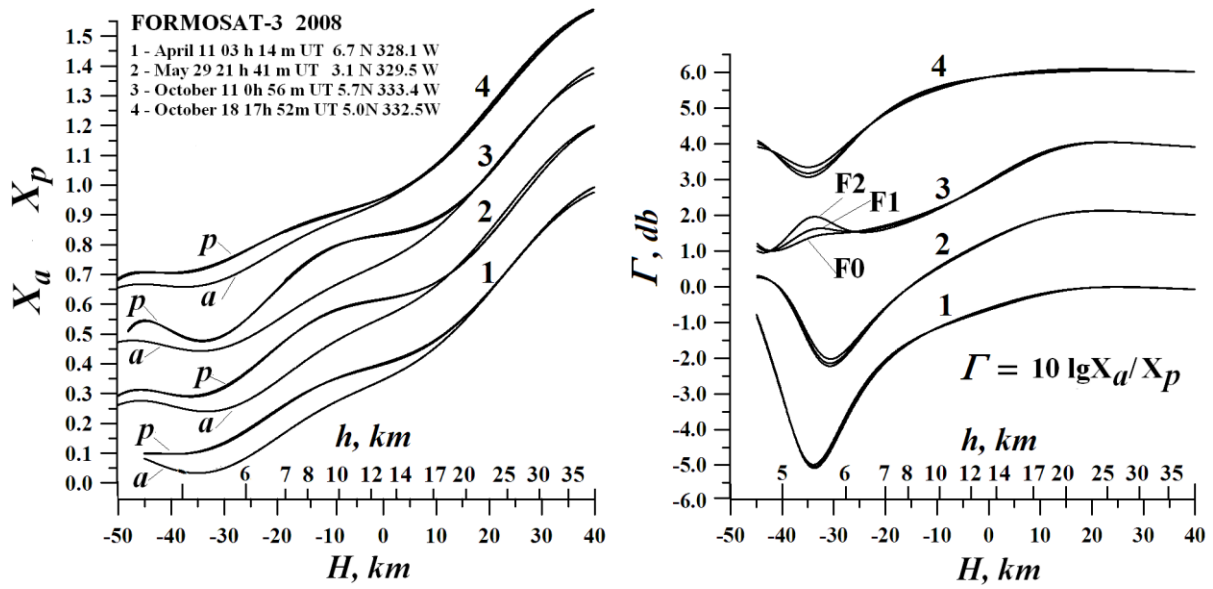 FORMOSAT-3 2008
1 - April 11 03 h 14 m UT 6.7 N 328.1 W
2 - May 29 21 h 41 m UT 3.1 N 329.5 W
3 - October 11 0h 56 m UT 5.7N 333.4 W
4 - October 18 17h 52m UT 5.0N 332.5W
1.5
1.4
1.3
1.2
1.1
1.0
0.9
0.8
0.7
0.6
0.5
0.4
0.3
0.2
0.1
0.0
Xa Xp
4
3
2
1
p
a
p
a
p
a
p
a
h, km
6 7 8 10 12 14 17 20 25 30 35
-50 -40 -30 -20 -10 0 10 20 30 40
H, km
6.0
5.0
4.0
3.0
2.0
1.0
0.0
-1.0
-2.0
-3.0
-4.0
-5.0
-6.0
Γ, db
4
3
2
1
F2
F1
F0
Γ = 10 lgXa/Xp
h, km
5 6 7 8 10 12 14 17 20 25 30 35
-50 -40 -30 -20 -10 0 10 20 30 40
H, km